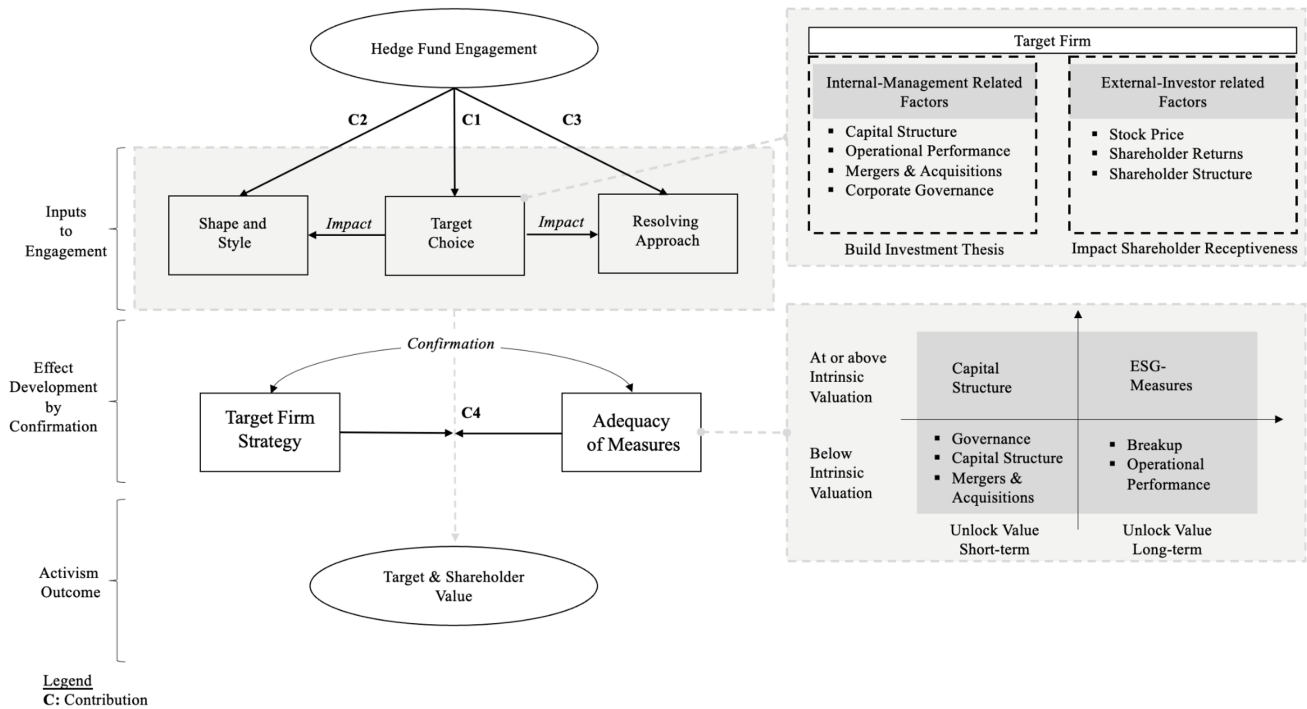 Hedge Fund Engagement
C2
C1
C3
Inputs
to
Engagement
Shape and
Style
Impact
Target
Choice
Impact
Resolving
Approach
Target Firm
Internal-Management Related
Factors
▪ Capital Structure
▪ Operational Performance
▪ Mergers & Acquisitions
▪ Corporate Governance
Build Investment Thesis
External-Investor related
Factors
▪ Stock Price
▪ Shareholder Returns
▪ Shareholder Structure
Impact Shareholder Receptiveness
Effect
Development
by
Confirmation
Confirmation
Target Firm
Strategy
C4
Adequacy
of Measures
At or above
Intrinsic
Valuation
Capital
Structure
ESG-
Measures
Below
Intrinsic
Valuation
▪ Governance
▪ Capital Structure
▪ Mergers &
Acquisitions
▪ Breakup
▪ Operational
Performance
Unlock Value
Short-term
Unlock Value
Long-term
Activism
Outcome
Target & Shareholder
Value
Legend
C: Contribution